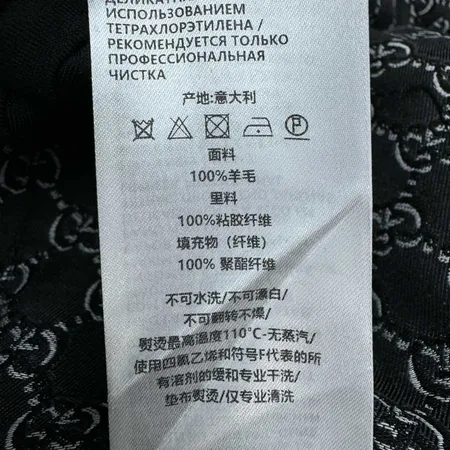 ИСПОЛЬЗОВАНИЕМ
ТЕТРАХЛОРЭТИЛЕНА /
РЕКОМЕНДУЕТСЯ ТОЛЬКО
ПРОФЕССИОНАЛЬНАЯ
ЧИСТКА
产地:意大利
P
面料
100%羊毛
里料
100%粘胶纤维
填充物（纤维）
100% 聚酯纤维
不可水洗/不可漂白/
不可翻转不燥/
熨烫最高温度110°C-无蒸汽/
使用四氯乙烯和符号F代表的所
有溶剂的缓和专业干洗/
垫布熨烫/仅专业清洗